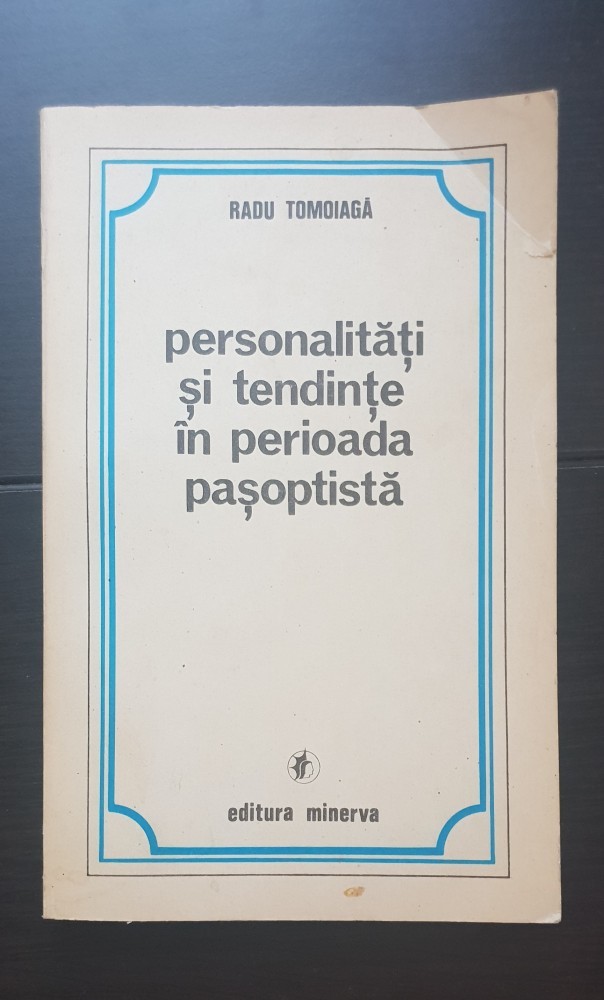 RADU TOMOIAGĂ
personalități
și tendințe
în perioada
pașoptistă
editura minerva